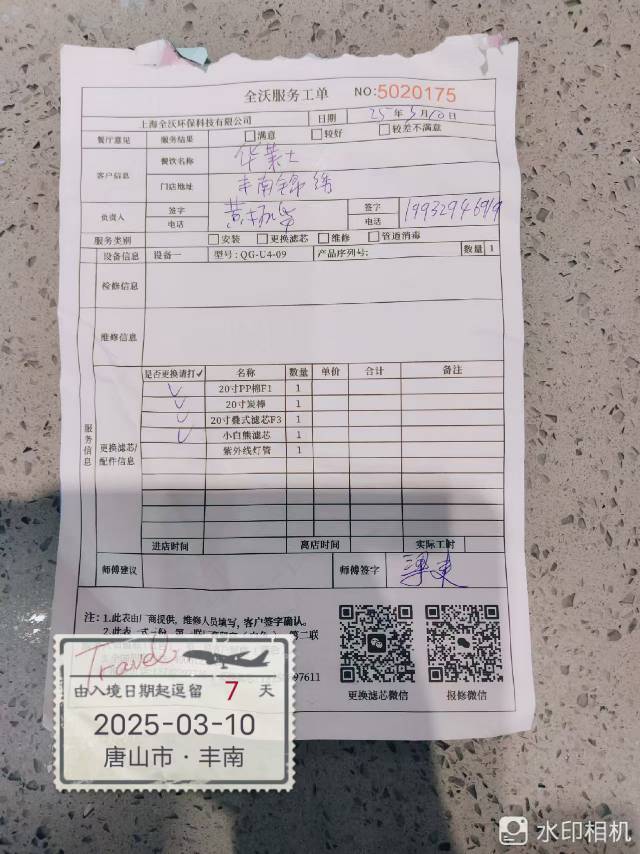 全沃服务工单 NO:5020175
上海全沃环保科技有限公司 日期 25年3月10日
餐厅意见 服务结果 满意 较好 较差不满意
客户信息 餐饮名称 华莱士
门店地址 丰南锦绣
负责人 签字 电话 签字 电话
服务类别 安装 更换滤芯 维修 管道消毒
设备信息 设备一 型号:QG-U4-09 产品序列号: 数量 1
检修信息
维修信息
是否更换请打✓ 名称 数量 单价 合计 备注
✓ 20寸PP棉F1 1
✓ 20寸炭棒 1
✓ 20寸叠式滤芯F3 1
✓ 小白熊滤芯 1
紫外线灯管 1
服务信息
更换滤芯/配件信息
进店时间 离店时间 实际工时
师傅建议 师傅签字
注:1.此表由厂商提供,维修人员填写,客户签字确认。
2.此表 第二联
97611
更换滤芯微信 报修微信
Travel
由入境日期起逗留 7 天
2025-03-10
唐山市·丰南
水印相机